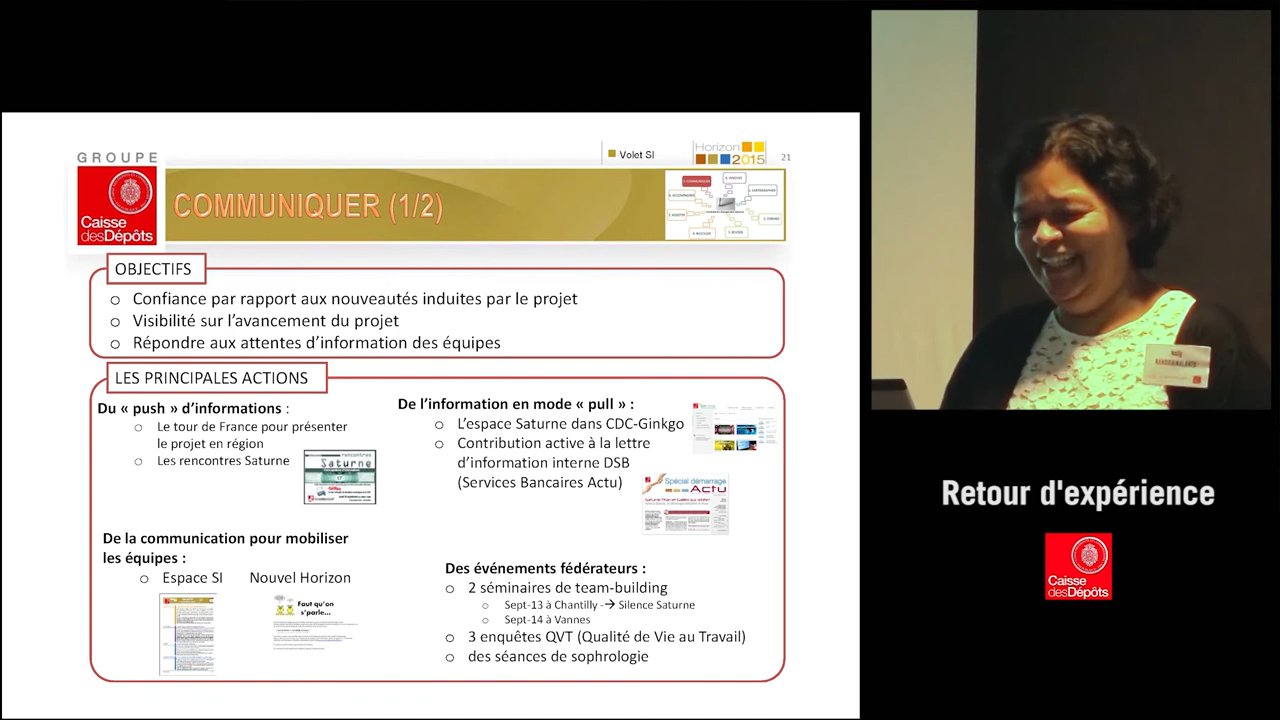 GROUPE
Caisse
desDépôts
Volet SI
Horizon
2015
21
COMMUNIQUER (1/2)
OBJECTIFS
Confiance par rapport aux nouveautés induites par le projet
Visibilité sur l’avancement du projet
Répondre aux attentes d’information des équipes
LES PRINCIPALES ACTIONS
Du « push » d’informations :
Le tour de France pour présenter
le projet en région
Les rencontres Saturne
rencontres
Saturne
De la communication pour mobiliser
les équipes :
Espace SI Nouvel Horizon
Faut qu'on
s'parle...
De l’information en mode « pull » :
L’espace Saturne dans CDC-Ginkgo
Contribution active à la lettre
d’information interne DSB
(Services Bancaires Actu)
Spécial démarrage
Actu
Des événements fédérateurs :
2 séminaires de team-building
Sept-13 à Chantilly -→ Silence Saturne
Sept-14 à Vannes
3 enquêtes QVT (Qualité de Vie au Travail)
des séances de sophrologie
Nelly
Retour d'expérience
Caisse
desDépôts